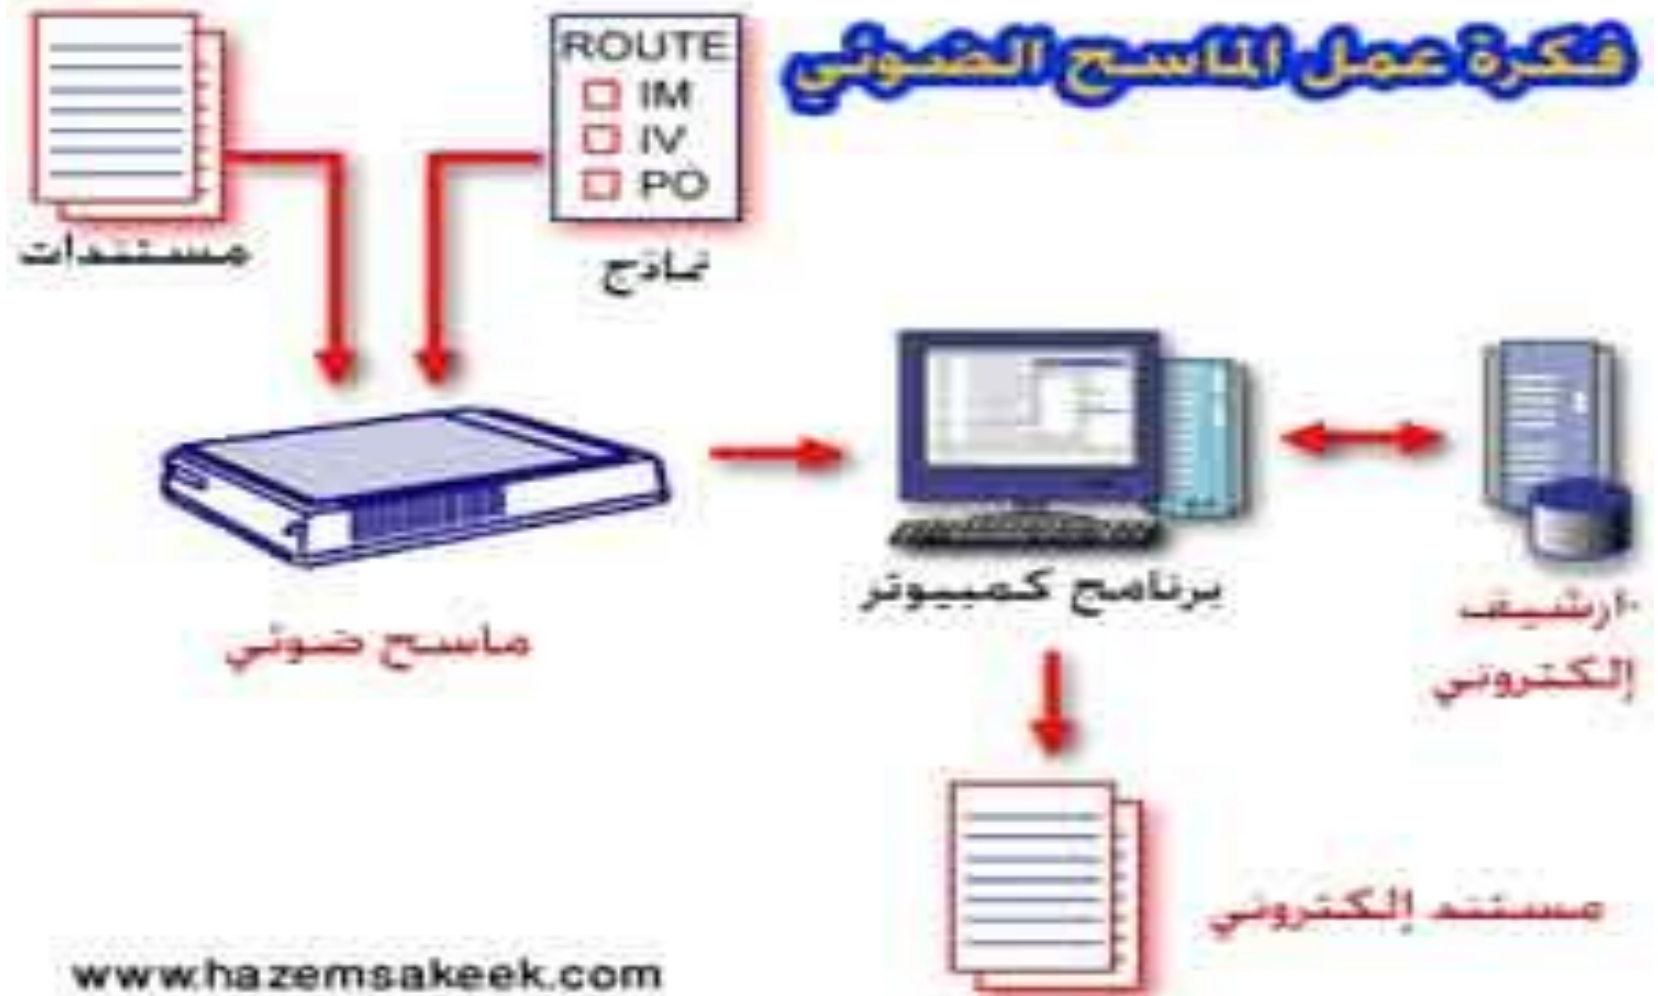 فكرة عمل الماسح الضوئي
ROUTE
IM
IV
PO
مستندات
نماذج
ماسح ضوئي
برنامج كمبيوتر
ارشيف
إلكتروني
مستند إلكتروني
www.hazemsakeek.com